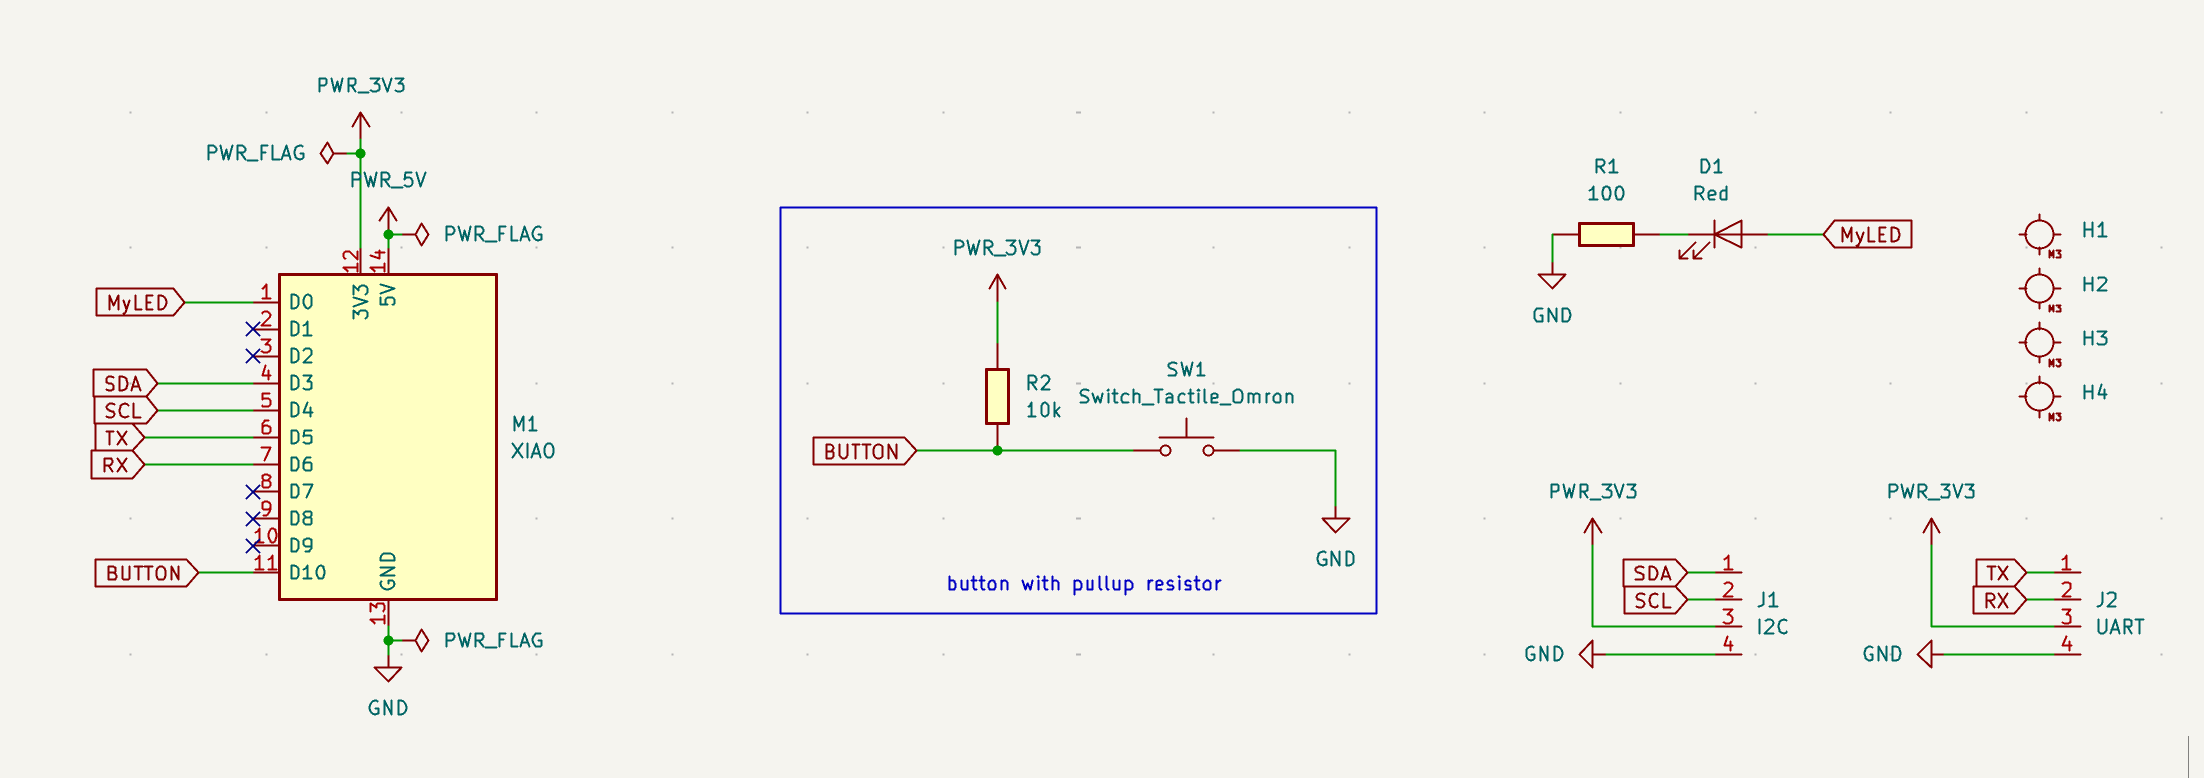 PWR_3V3
PWR_FLAG
PWR_5V
PWR_FLAG
12
14
3V3
5V
MyLED
1
D0
2
D1
3
D2
SDA
4
D3
SCL
5
D4
TX
6
D5
RX
7
D6
8
D7
9
D8
10
D9
BUTTON
11
D10
GND
13
M1
XIAO
PWR_FLAG
GND
PWR_3V3
R2
10k
SW1
Switch_Tactile_Omron
BUTTON
GND
button with pullup resistor
R1
100
D1
Red
MyLED
GND
H1
M3
H2
M3
H3
M3
H4
M3
PWR_3V3
SDA
1
SCL
2
3
GND
4
J1
I2C
PWR_3V3
TX
1
RX
2
3
GND
4
J2
UART